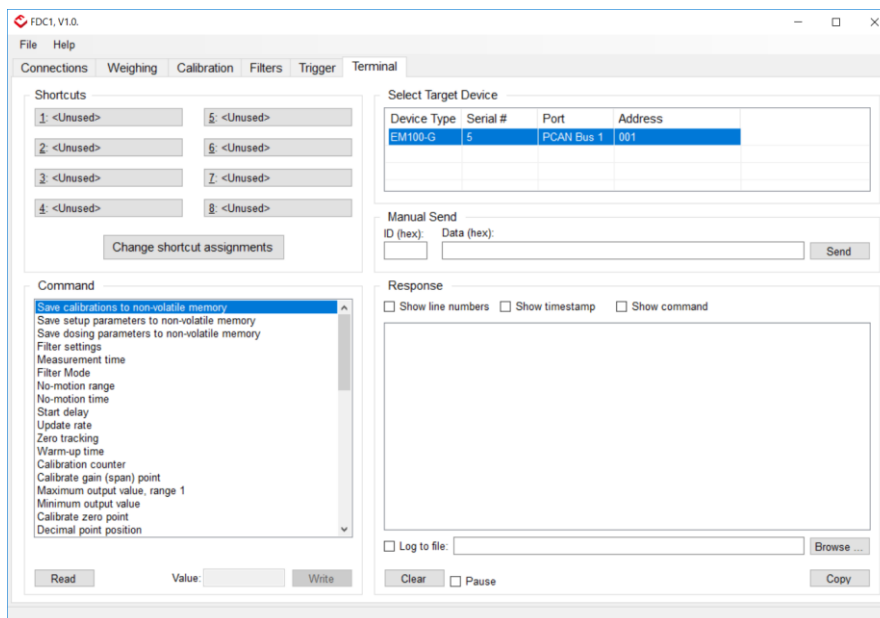 FDC1, V1.0.
File Help
Connections Weighing Calibration Filters Trigger Terminal
Shortcuts
1: <Unused> 5: <Unused>
2: <Unused> 6: <Unused>
3: <Unused> 7: <Unused>
4: <Unused> 8: <Unused>
Change shortcut assignments
Select Target Device
Device Type Serial # Port Address
EM100-G 5 PCAN Bus 1 001
Manual Send
ID (hex): Data (hex):
Send
Command
Save calibrations to non-volatile memory
Save setup parameters to non-volatile memory
Save dosing parameters to non-volatile memory
Filter settings
Measurement time
Filter Mode
No-motion range
No-motion time
Start delay
Update rate
Zero tracking
Warm-up time
Calibration counter
Calibrate gain (span) point
Maximum output value, range 1
Minimum output value
Calibrate zero point
Decimal point position
Read Value: Write
Response
Show line numbers Show timestamp Show command
Log to file: Browse ...
Clear Pause Copy